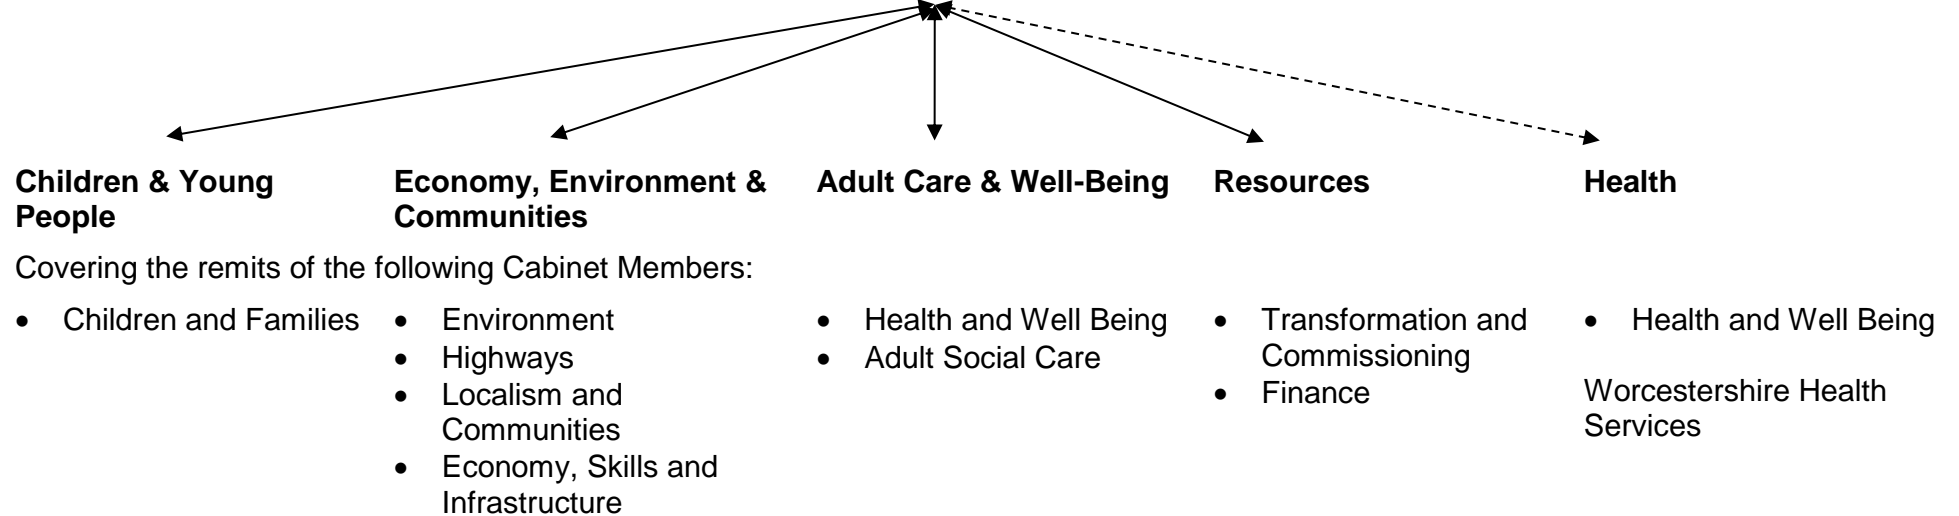 Children & Young
People
Economy, Environment &
Communities
Adult Care & Well-Being
Resources
Health
Covering the remits of the following Cabinet Members:
• Children and Families
• Environment
• Highways
• Localism and
Communities
• Economy, Skills and
Infrastructure
• Health and Well Being
• Adult Social Care
• Transformation and
Commissioning
• Finance
• Health and Well Being
Worcestershire Health
Services